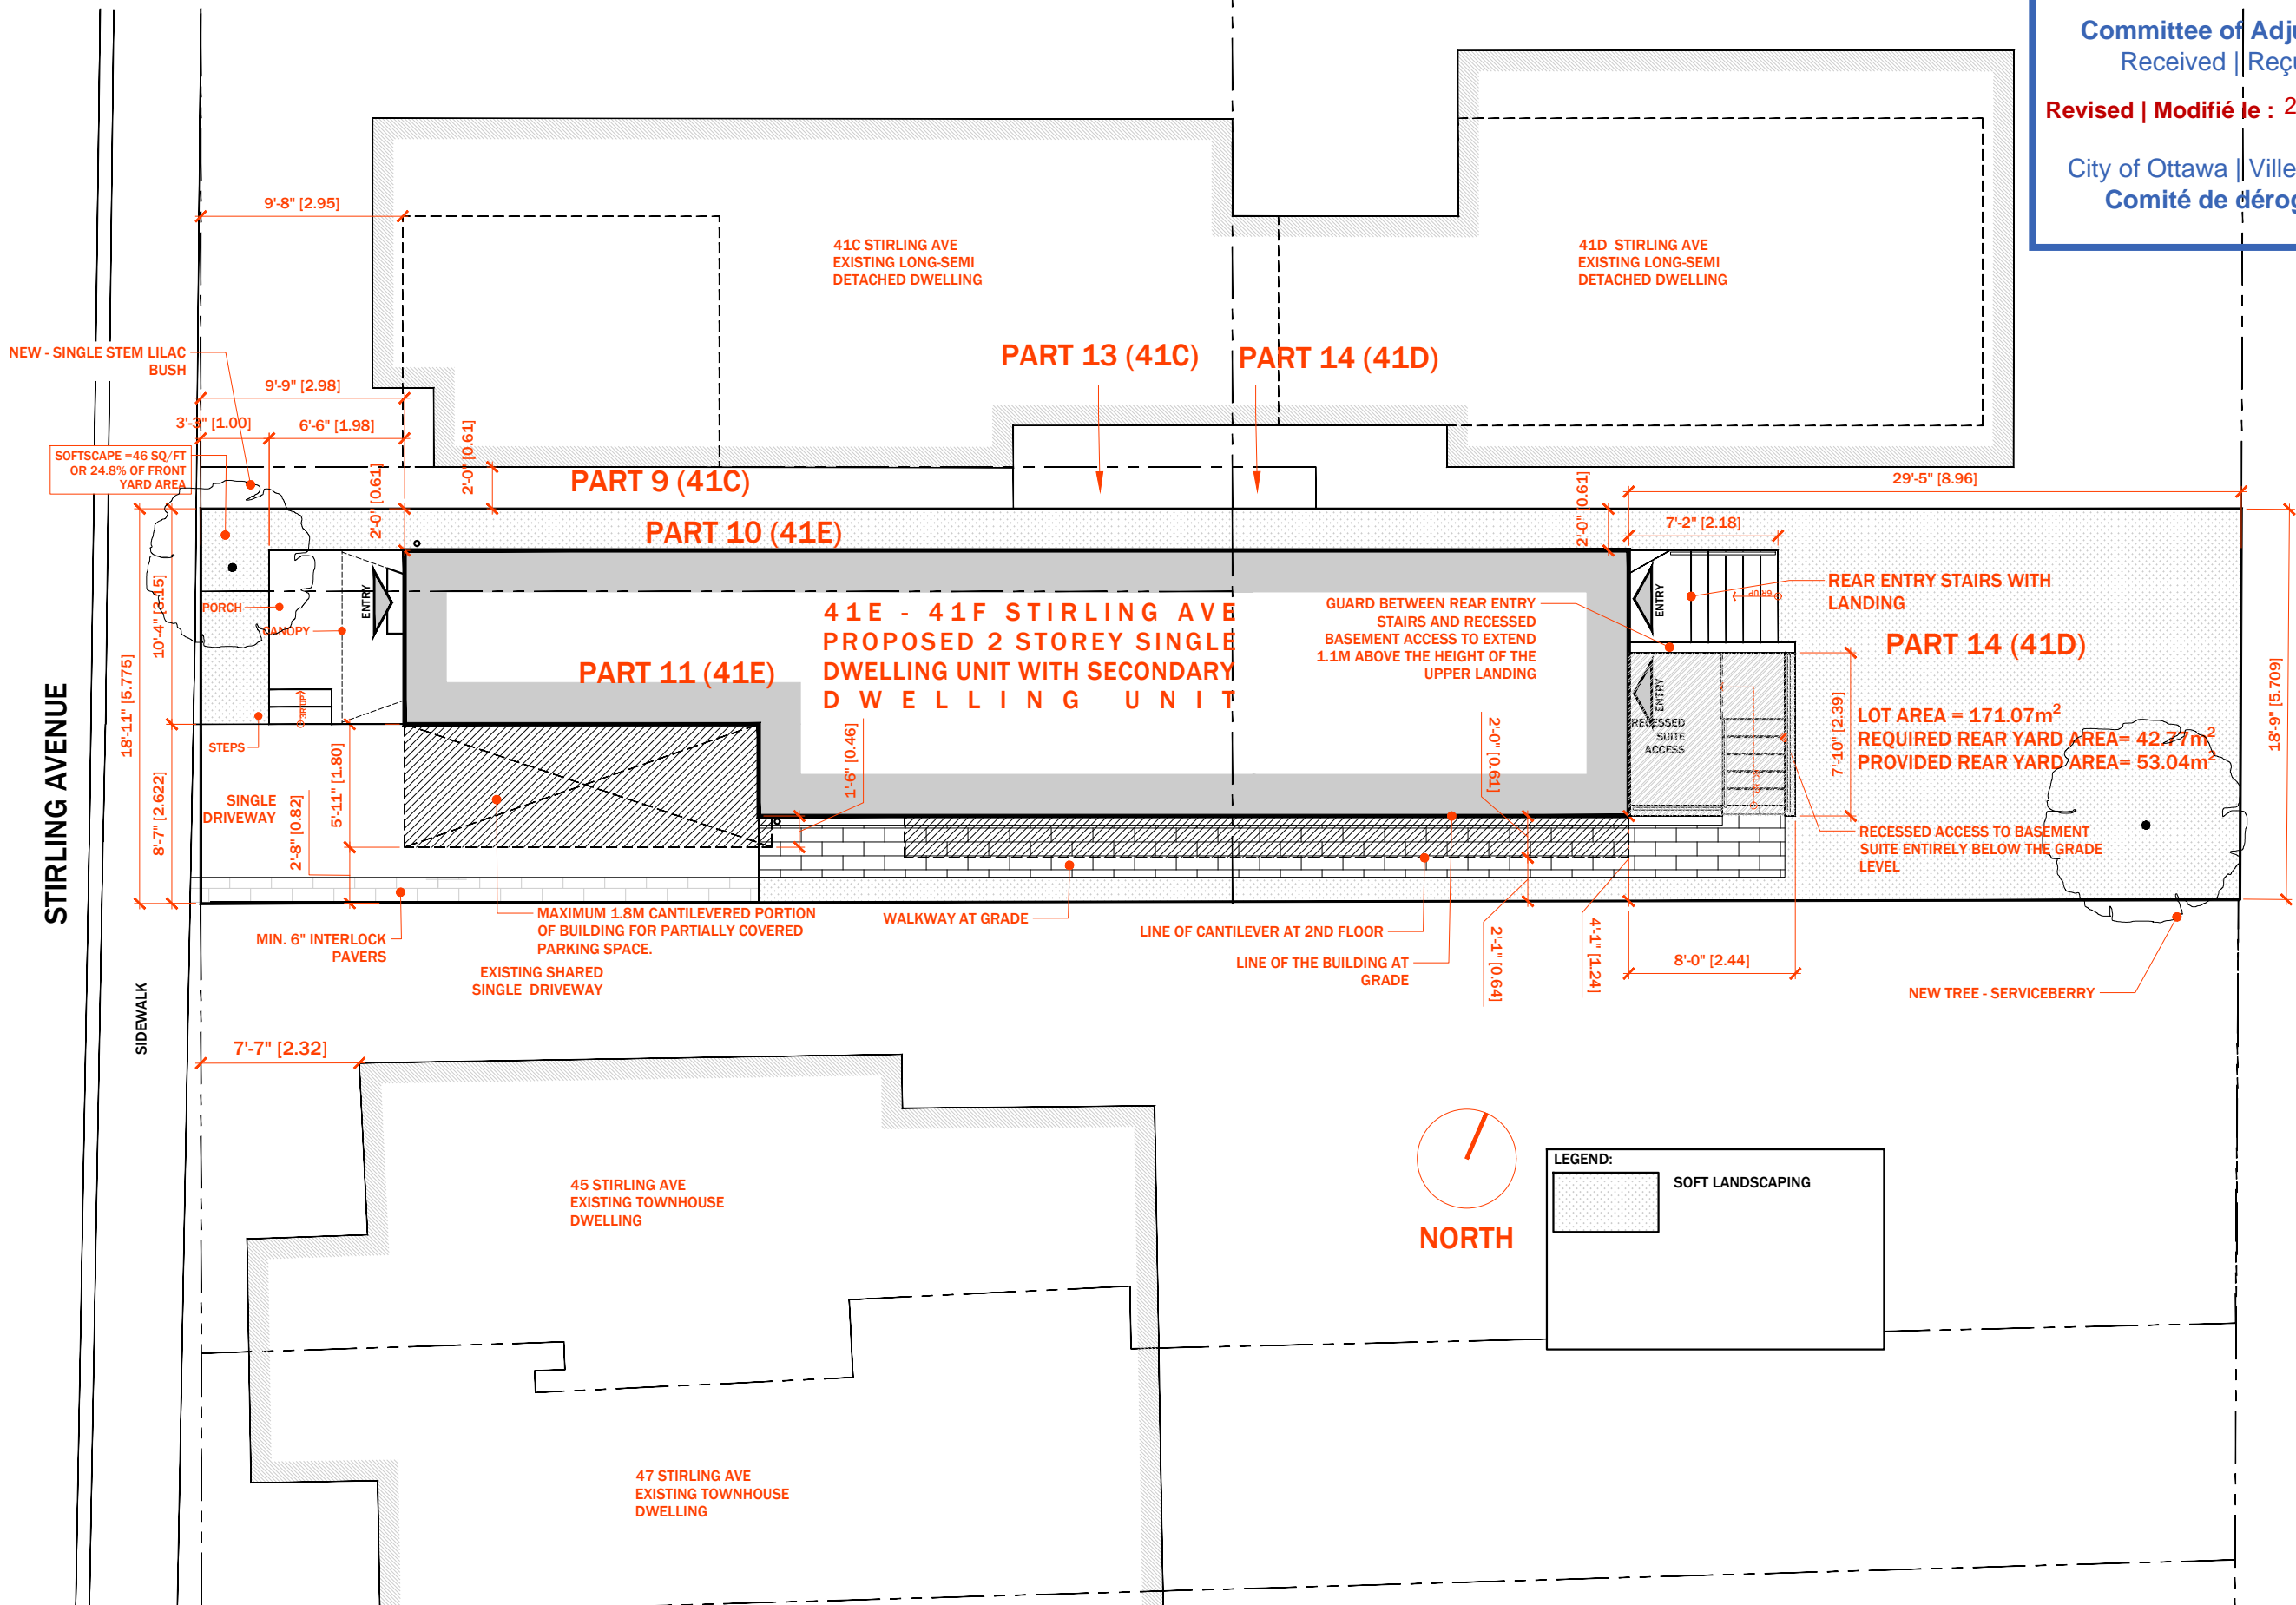 Committee of Adju
Received | Reçu
Revised | Modifié le : 2
City of Ottawa | Ville
Comité de dérog
9'-8" [2.95]
41C STIRLING AVE
EXISTING LONG-SEMI
DETACHED DWELLING
41D STIRLING AVE
EXISTING LONG-SEMI
DETACHED DWELLING
NEW - SINGLE STEM LILAC
BUSH
PART 13 (41C)
PART 14 (41D)
9'-9" [2.98]
3'-3" [1.00]
6'-6" [1.98]
SOFTSCAPE =46 SQ/FT
OR 24.8% OF FRONT
YARD AREA
2'-0" [0.61]
2'-0" [0.61]
PART 9 (41C)
PART 10 (41E)
2'-0" [0.61]
29'-5" [8.96]
7'-2" [2.18]
18'-11" [5.775]
10'-4" [3.15]
8'-7" [2.622]
PORCH
CANOPY
ENTRY
STEPS
3R UP
41E - 41F STIRLING AVE
PROPOSED 2 STOREY SINGLE
DWELLING UNIT WITH SECONDARY
DWELLING UNIT
PART 11 (41E)
GUARD BETWEEN REAR ENTRY
STAIRS AND RECESSED
BASEMENT ACCESS TO EXTEND
1.1M ABOVE THE HEIGHT OF THE
UPPER LANDING
ENTRY
6R UP
REAR ENTRY STAIRS WITH
LANDING
PART 14 (41D)
ENTRY
RECESSED
SUITE
ACCESS
7'-10" [2.39]
LOT AREA = 171.07m2
REQUIRED REAR YARD AREA= 42.77m2
PROVIDED REAR YARD AREA= 53.04m2
18'-9" [5.709]
STIRLING AVENUE
SINGLE
DRIVEWAY
2'-8" [0.82]
5'-11" [1.80]
1'-6" [0.46]
2'-0" [0.61]
RECESSED ACCESS TO BASEMENT
SUITE ENTIRELY BELOW THE GRADE
LEVEL
MIN. 6" INTERLOCK
PAVERS
MAXIMUM 1.8M CANTILEVERED PORTION
OF BUILDING FOR PARTIALLY COVERED
PARKING SPACE.
EXISTING SHARED
SINGLE DRIVEWAY
WALKWAY AT GRADE
LINE OF CANTILEVER AT 2ND FLOOR
LINE OF THE BUILDING AT
GRADE
2'-1" [0.64]
4'-1" [1.24]
8'-0" [2.44]
NEW TREE - SERVICEBERRY
SIDEWALK
7'-7" [2.32]
45 STIRLING AVE
EXISTING TOWNHOUSE
DWELLING
NORTH
LEGEND:
SOFT LANDSCAPING
47 STIRLING AVE
EXISTING TOWNHOUSE
DWELLING